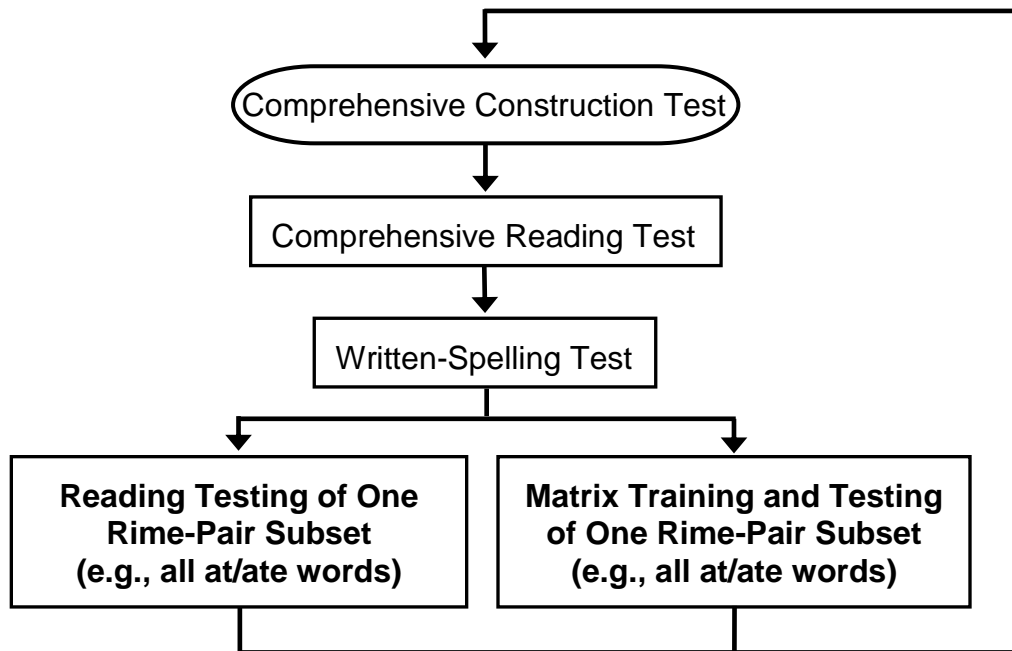 Comprehensive Construction Test
Comprehensive Reading Test
Written-Spelling Test
Reading Testing of One
Rime-Pair Subset
(e.g., all at/ate words)
Matrix Training and Testing
of One Rime-Pair Subset
(e.g., all at/ate words)